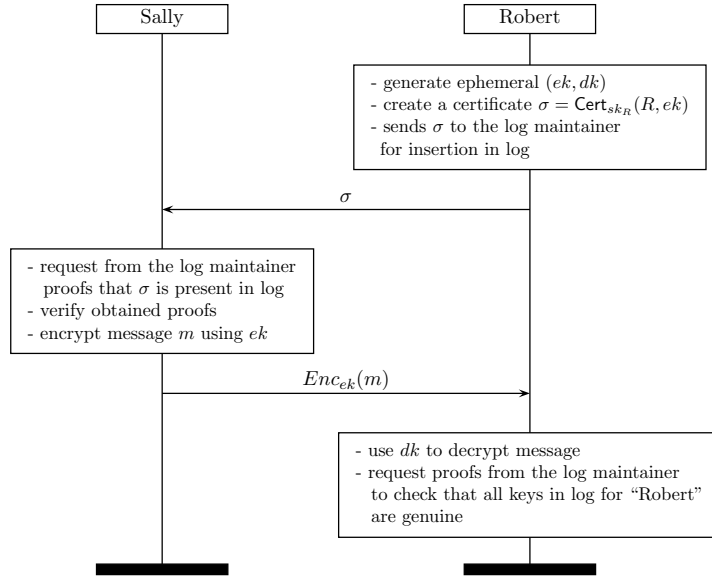 Sally
Robert
- generate ephemeral (ek, dk)
- create a certificate σ = Cert_{sk_R}(R, ek)
- sends σ to the log maintainer
for insertion in log
σ
- request from the log maintainer
proofs that σ is present in log
- verify obtained proofs
- encrypt message m using ek
Enc_{ek}(m)
- use dk to decrypt message
- request proofs from the log maintainer
to check that all keys in log for “Robert”
are genuine